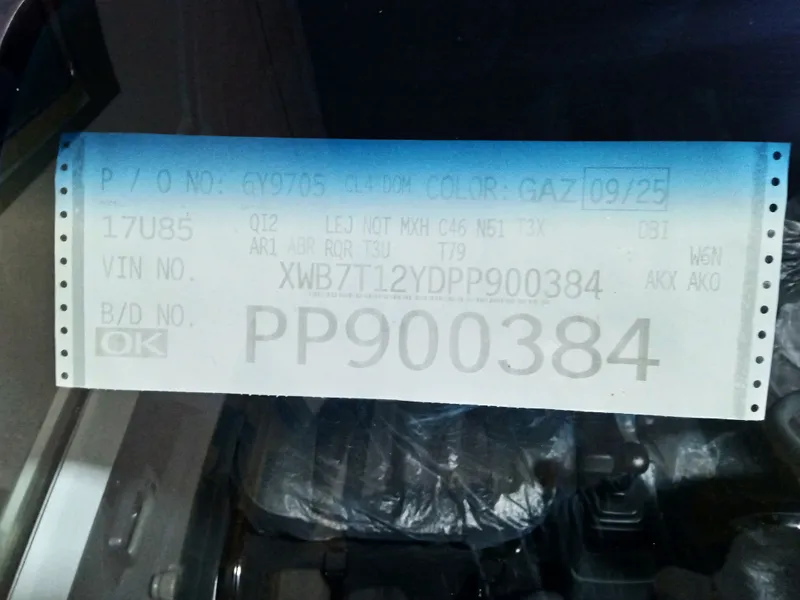 P / O NO: 6Y9705 CL4 DOM COLOR: GAZ 09/25
17U85 QI2 LEJ NOT MXH C46 N51 T3X DBI
AR1 ABR RQR T3U T79 W6N
VIN NO. XWB7T12YDPP900384 AKX AKO
B/D NO. PP900384
OK